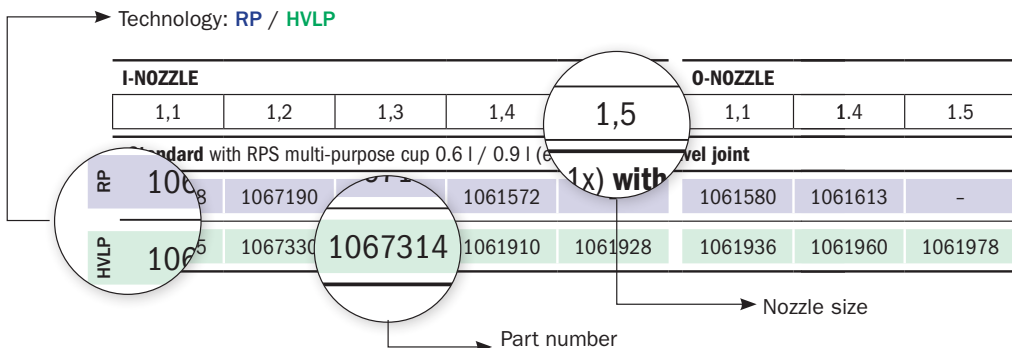 Technology: RP / HVLP
I-NOZZLE O-NOZZLE
1,1 1,2 1,3 1,4 1,5 1,1 1.4 1.5
Standard with RPS multi-purpose cup 0.6 l / 0.9 l 1x) with joint
RP 1067190 1061572 1061580 1061613 –
HVLP 1067330 1067314 1061910 1061928 1061936 1061960 1061978
Nozzle size
Part number